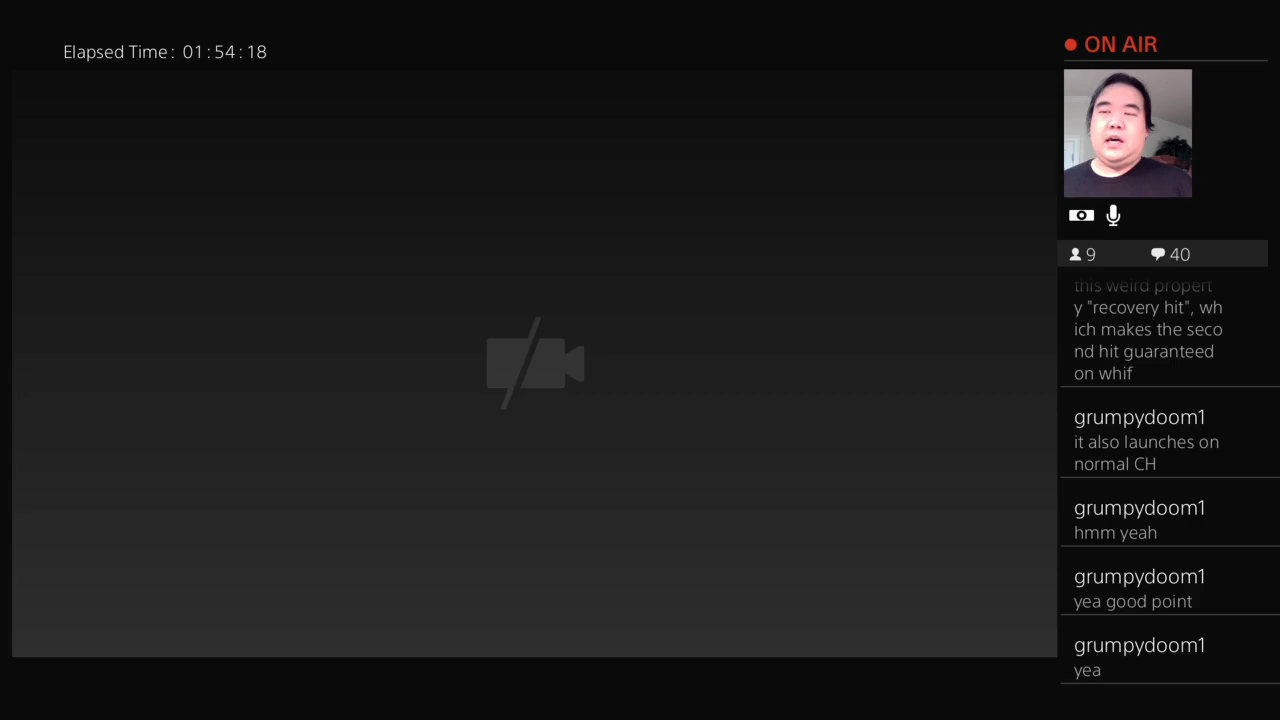 Elapsed Time: 01:54:18
ON AIR
9 40
this weird propert
y "recovery hit", wh
ich makes the seco
nd hit guaranteed
on whif
grumpydoom1
it also launches on
normal CH
grumpydoom1
hmm yeah
grumpydoom1
yea good point
grumpydoom1
yea